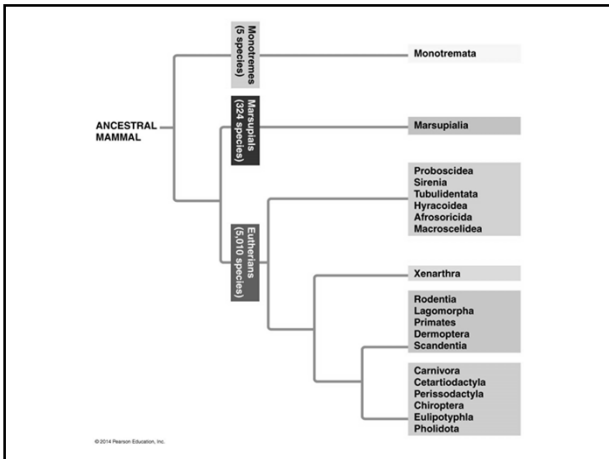 Monotremes
(5 species)
Monotremata
ANCESTRAL
MAMMAL
Marsupials
(324 species)
Marsupialia
Eutherians
(5,010 species)
Proboscidea
Sirenia
Tubulidentata
Hyracoidea
Afrosoricida
Macroscelidea
Xenarthra
Rodentia
Lagomorpha
Primates
Dermoptera
Scandentia
Carnivora
Cetartiodactyla
Perissodactyla
Chiroptera
Eulipotyphla
Pholidota
© 2014 Pearson Education, Inc.